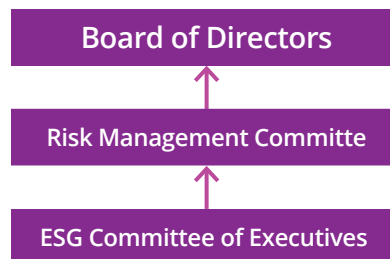 Board of Directors
Risk Management Committe
ESG Committee of Executives